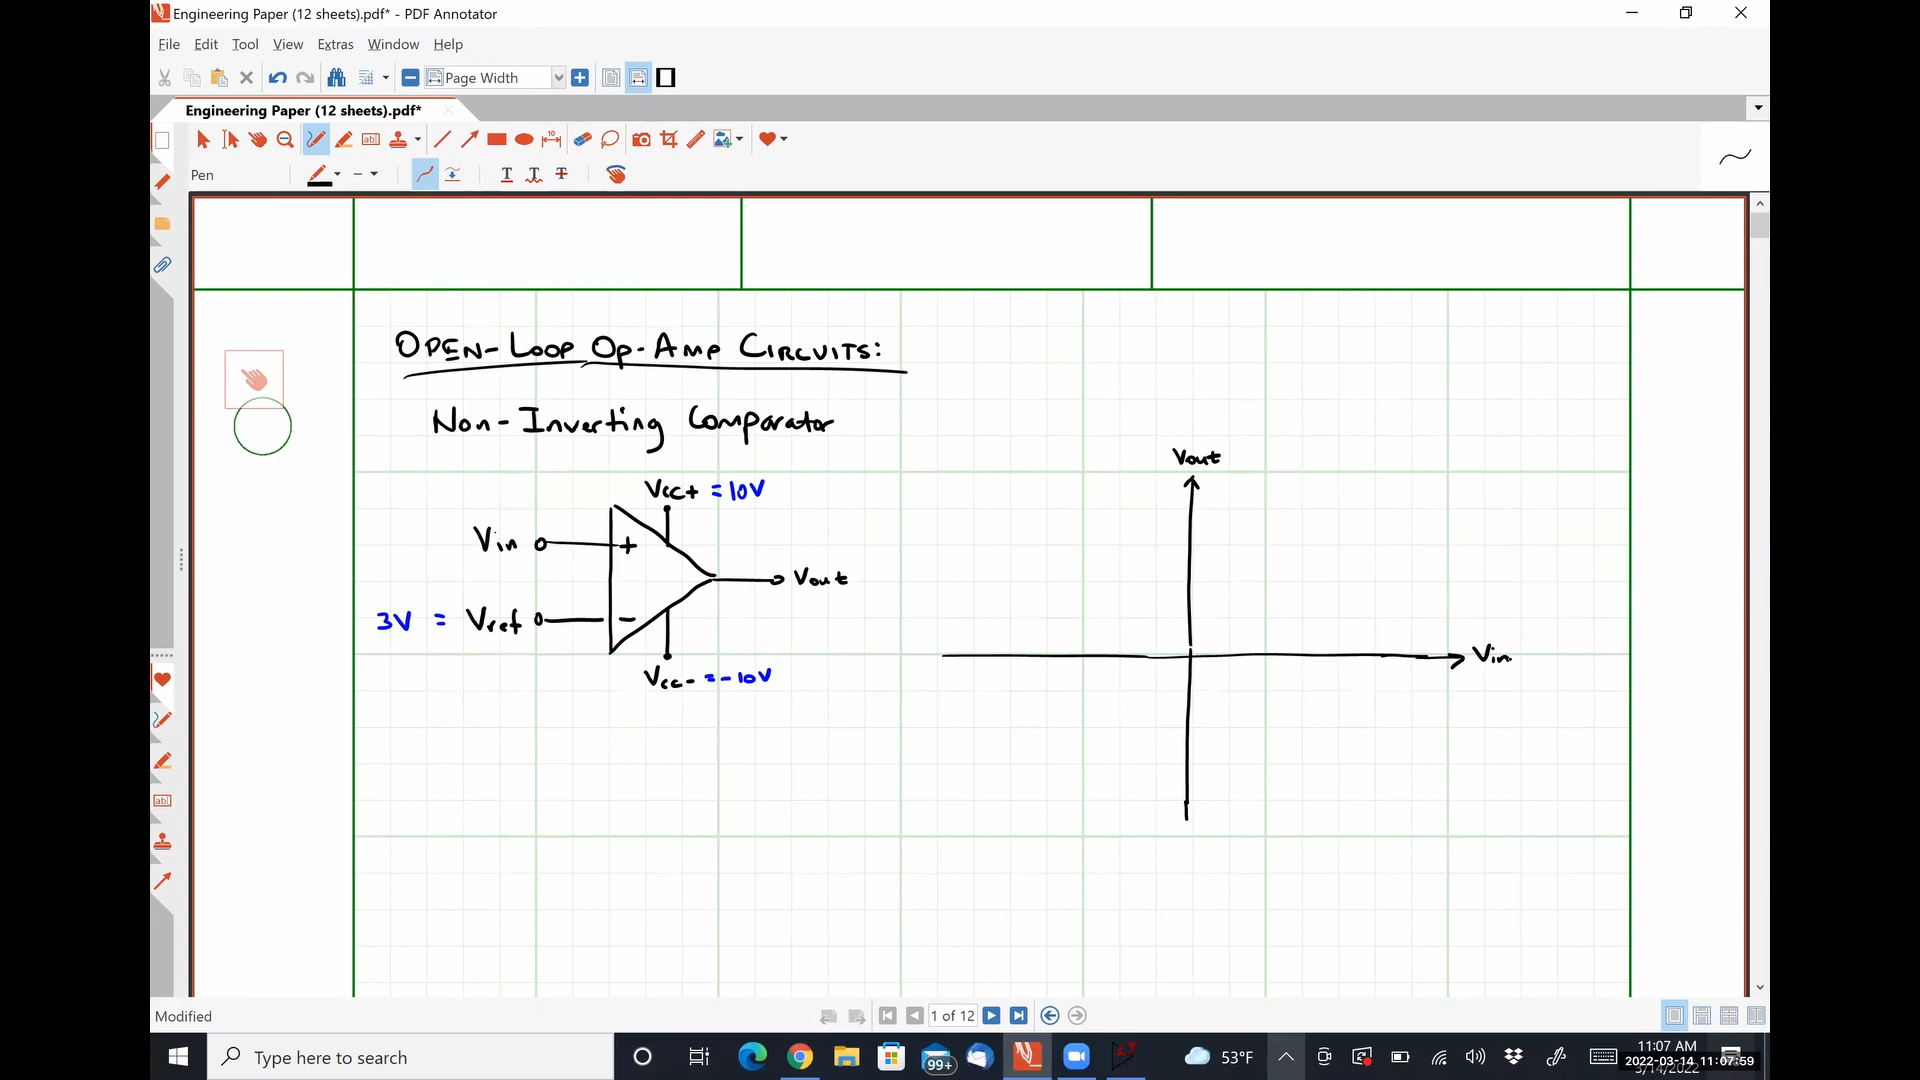 Engineering Paper (12 sheets).pdf* - PDF Annotator
File Edit Tool View Extras Window Help
Page Width
Engineering Paper (12 sheets).pdf*
Pen
OPEN-LOOP OP-AMP CIRCUITS:
Non-Inverting Comparator
Vout
Vcc+ = 10V
Vin
+
Vout
3V = Vref
-
Vin
Vcc- = -10V
Modified
1 of 12
Type here to search
99+
53°F
11:07 AM
2022-03-14 11:07:59